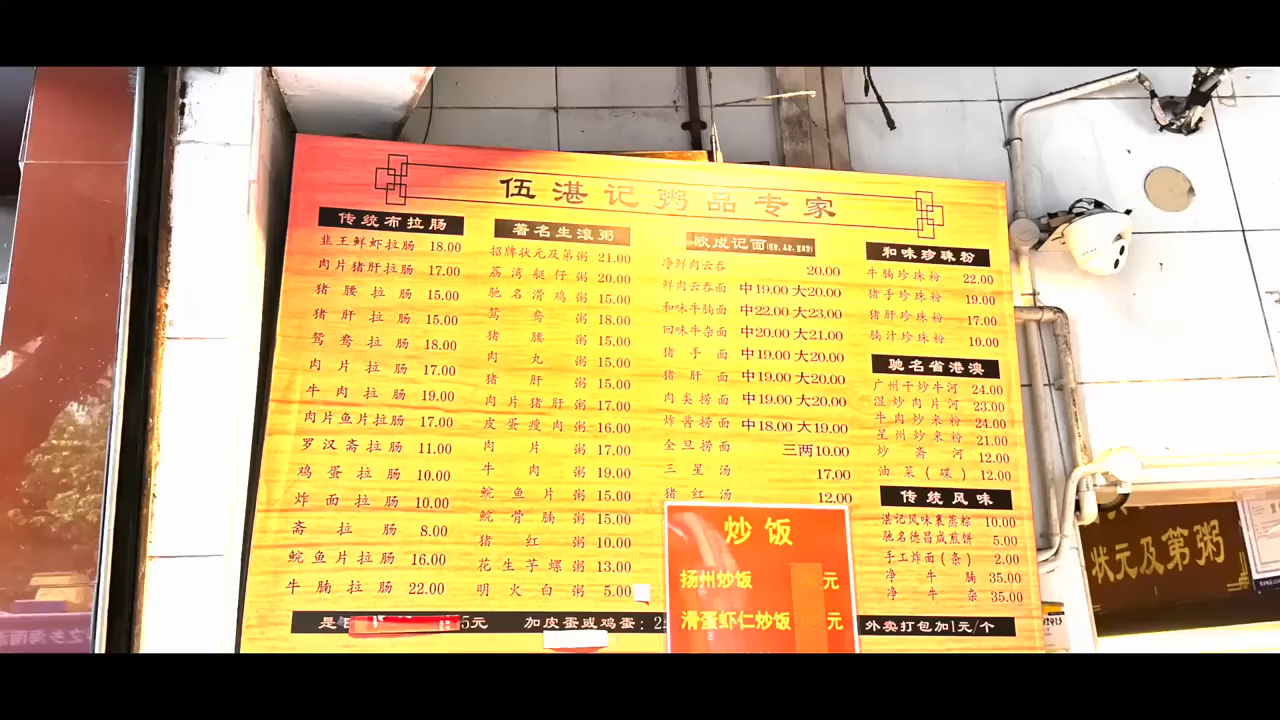 伍湛记粥品专家
传统布拉肠
韭王鲜虾拉肠 18.00
肉片猪肝拉肠 17.00
猪腰拉肠 15.00
猪肝拉肠 15.00
鸳鸯拉肠 18.00
肉片拉肠 17.00
牛肉拉肠 19.00
肉片鱼片拉肠 17.00
罗汉斋拉肠 11.00
鸡蛋拉肠 10.00
炸面拉肠 10.00
斋拉肠 8.00
鲩鱼片拉肠 16.00
牛腩拉肠 22.00
著名生滚粥
招牌状元及第粥 21.00
荔湾艇仔粥 20.00
驰名滑鸡粥 15.00
鸳鸯粥 18.00
猪腰粥 15.00
肉丸粥 15.00
猪肝粥 15.00
肉片猪肝粥 17.00
皮蛋瘦肉粥 16.00
肉片粥 17.00
牛肉粥 19.00
鲩鱼片粥 15.00
鲩骨腩粥 15.00
猪红粥 10.00
花生芋螺粥 13.00
明火白粥 5.00
欧成记面
净鲜肉云吞 20.00
鲜肉云吞面 中19.00 大20.00
和味牛腩面 中22.00 大23.00
回味牛杂面 中20.00 大21.00
猪手面 中19.00 大20.00
猪肝面 中19.00 大20.00
肉类捞面 中19.00 大20.00
炸酱捞面 中18.00 大19.00
全旦捞面 三两10.00
三星汤 17.00
猪红汤 12.00
炒饭
扬州炒饭 元
滑蛋虾仁炒饭 元
和味珍珠粉
牛腩珍珠粉 22.00
猪手珍珠粉 19.00
猪肝珍珠粉 17.00
腩汁珍珠粉 10.00
驰名省港澳
广州干炒牛河 24.00
湿炒肉片河 23.00
牛肉炒米粉 24.00
星州炒米粉 21.00
炒斋河 12.00
油菜(碟) 12.00
传统风味
湛记风味裹蒸粽 10.00
驰名德昌咸煎饼 5.00
手工炸面(条) 2.00
净牛腩 35.00
净牛杂 35.00
是日 5元 加皮蛋或鸡蛋: 外卖打包加1元/个
状元及第粥